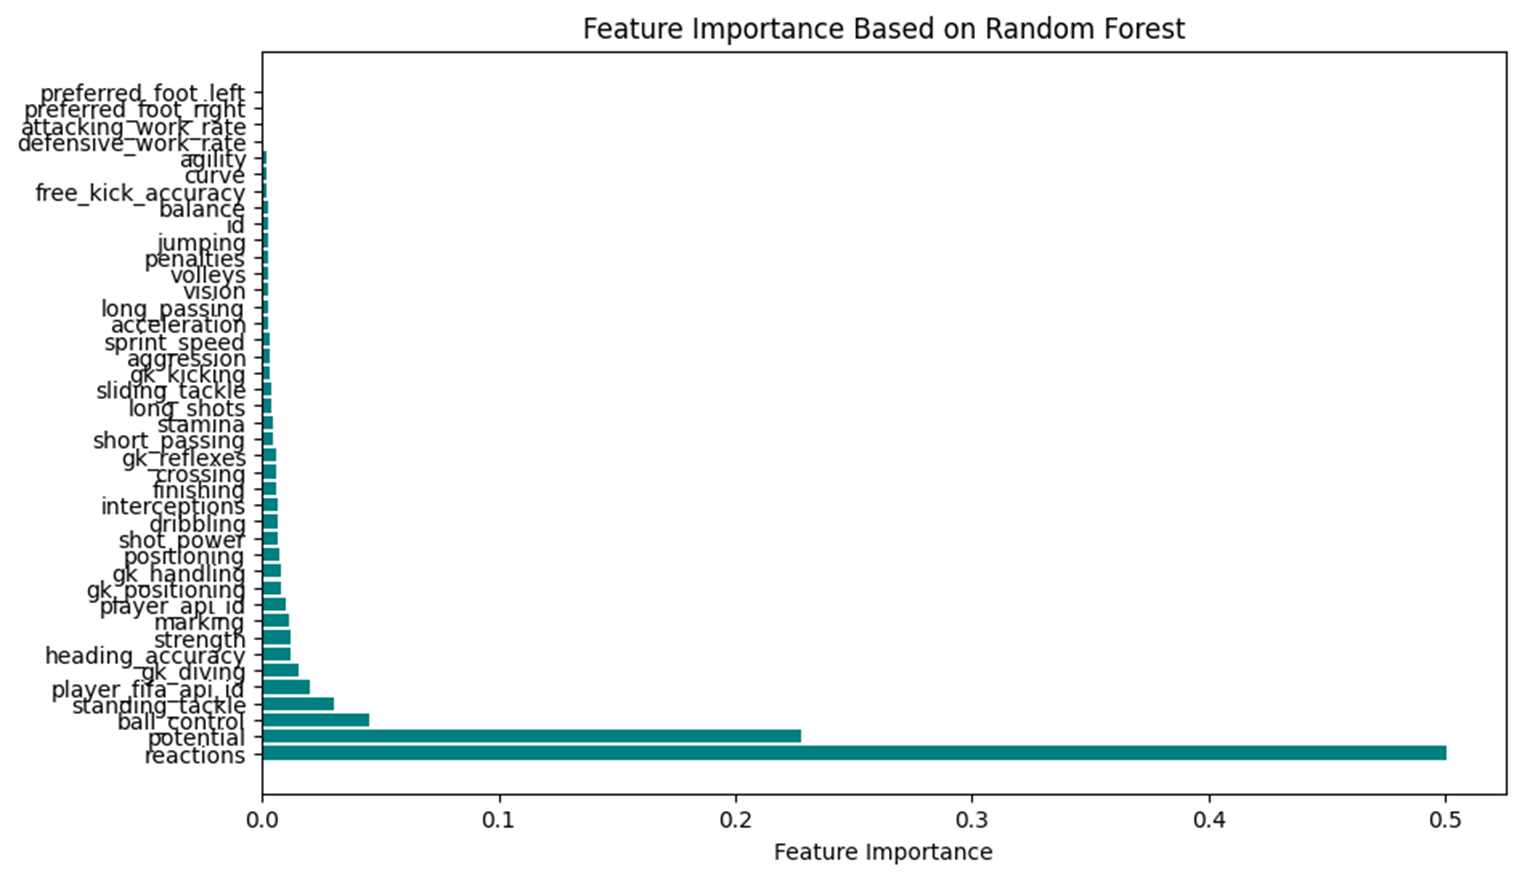 Feature Importance Based on Random Forest
preferred_foot_left
preferred_foot_right
attacking_work_rate
defensive_work_rate
agility
curve
free_kick_accuracy
balance
id
jumping
penalties
volleys
vision
long_passing
acceleration
sprint_speed
aggression
gk_kicking
sliding_tackle
long_shots
stamina
short_passing
gk_reflexes
crossing
finishing
interceptions
dribbling
shot_power
positioning
gk_handling
gk_positioning
player_api_id
marking
strength
heading_accuracy
gk_diving
player_fifa_api_id
standing_tackle
ball_control
potential
reactions
0.0 0.1 0.2 0.3 0.4 0.5
Feature Importance